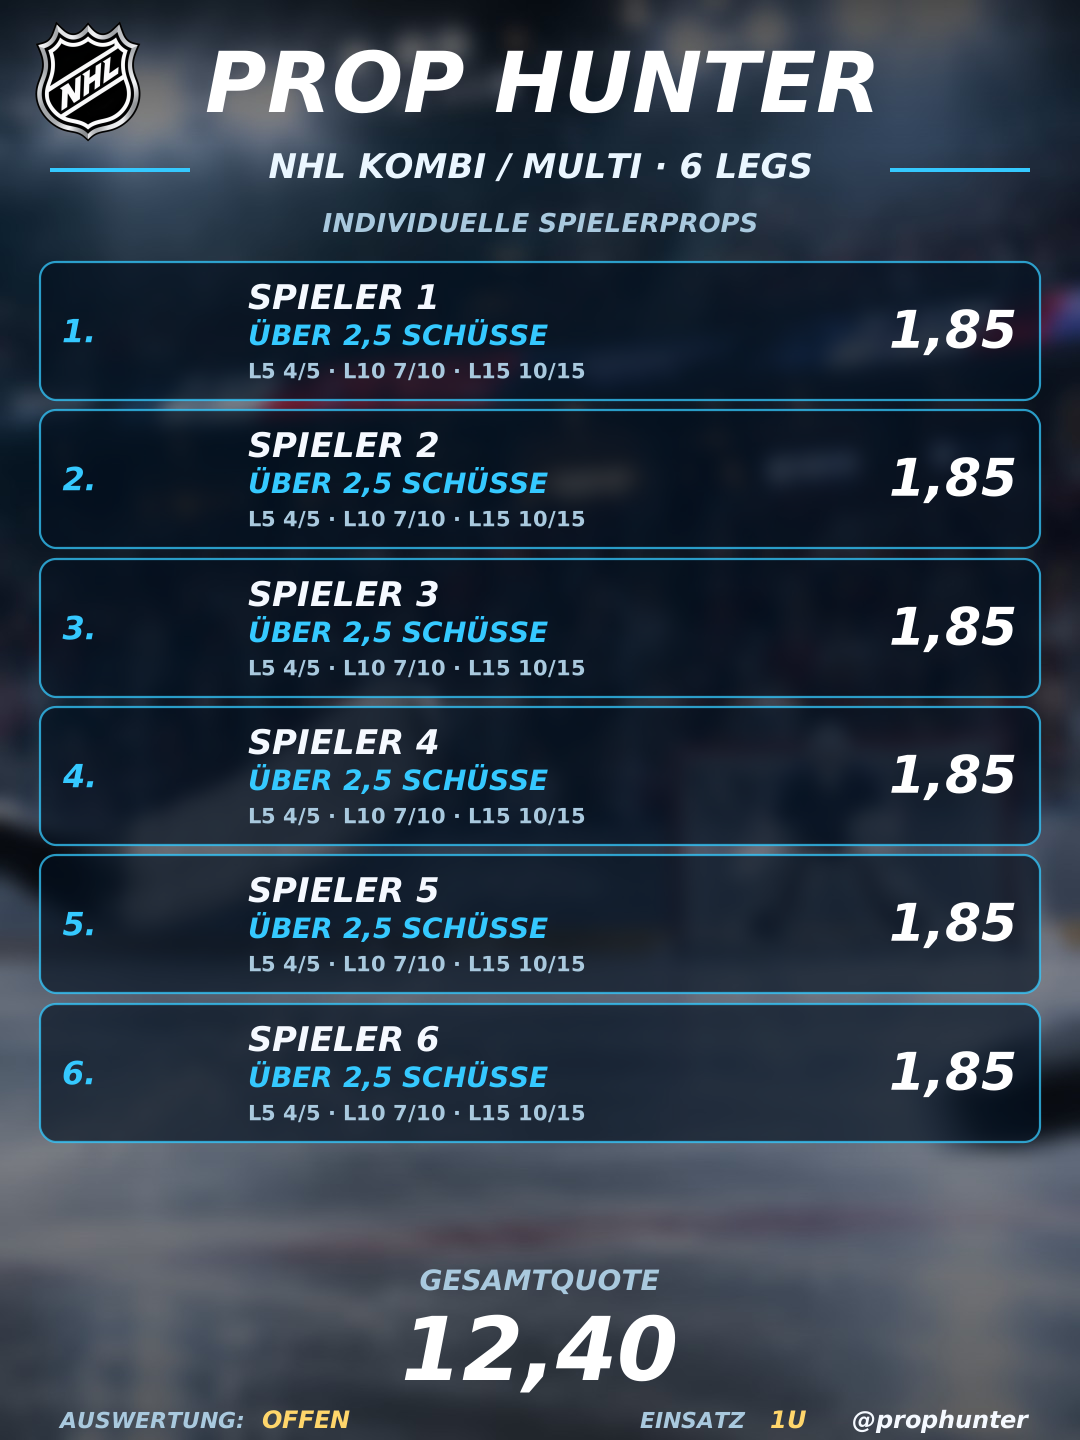 NHL
PROP HUNTER
NHL KOMBI / MULTI · 6 LEGS
INDIVIDUELLE SPIELERPROPS
1.
SPIELER 1
ÜBER 2,5 SCHÜSSE
L5 4/5 · L10 7/10 · L15 10/15
1,85
2.
SPIELER 2
ÜBER 2,5 SCHÜSSE
L5 4/5 · L10 7/10 · L15 10/15
1,85
3.
SPIELER 3
ÜBER 2,5 SCHÜSSE
L5 4/5 · L10 7/10 · L15 10/15
1,85
4.
SPIELER 4
ÜBER 2,5 SCHÜSSE
L5 4/5 · L10 7/10 · L15 10/15
1,85
5.
SPIELER 5
ÜBER 2,5 SCHÜSSE
L5 4/5 · L10 7/10 · L15 10/15
1,85
6.
SPIELER 6
ÜBER 2,5 SCHÜSSE
L5 4/5 · L10 7/10 · L15 10/15
1,85
GESAMTQUOTE
12,40
AUSWERTUNG: OFFEN
EINSATZ 1U
@prophunter